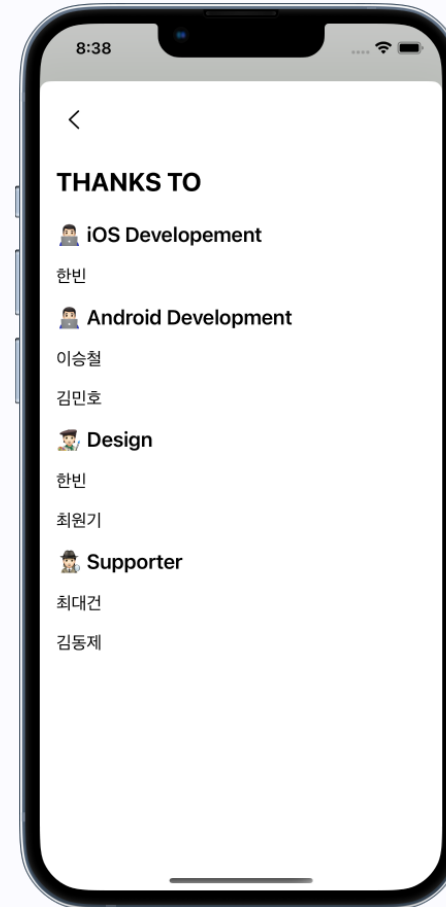 8:38
THANKS TO
iOS Developement
한빈
Android Development
이승철
김민호
Design
한빈
최원기
Supporter
최대건
김동제